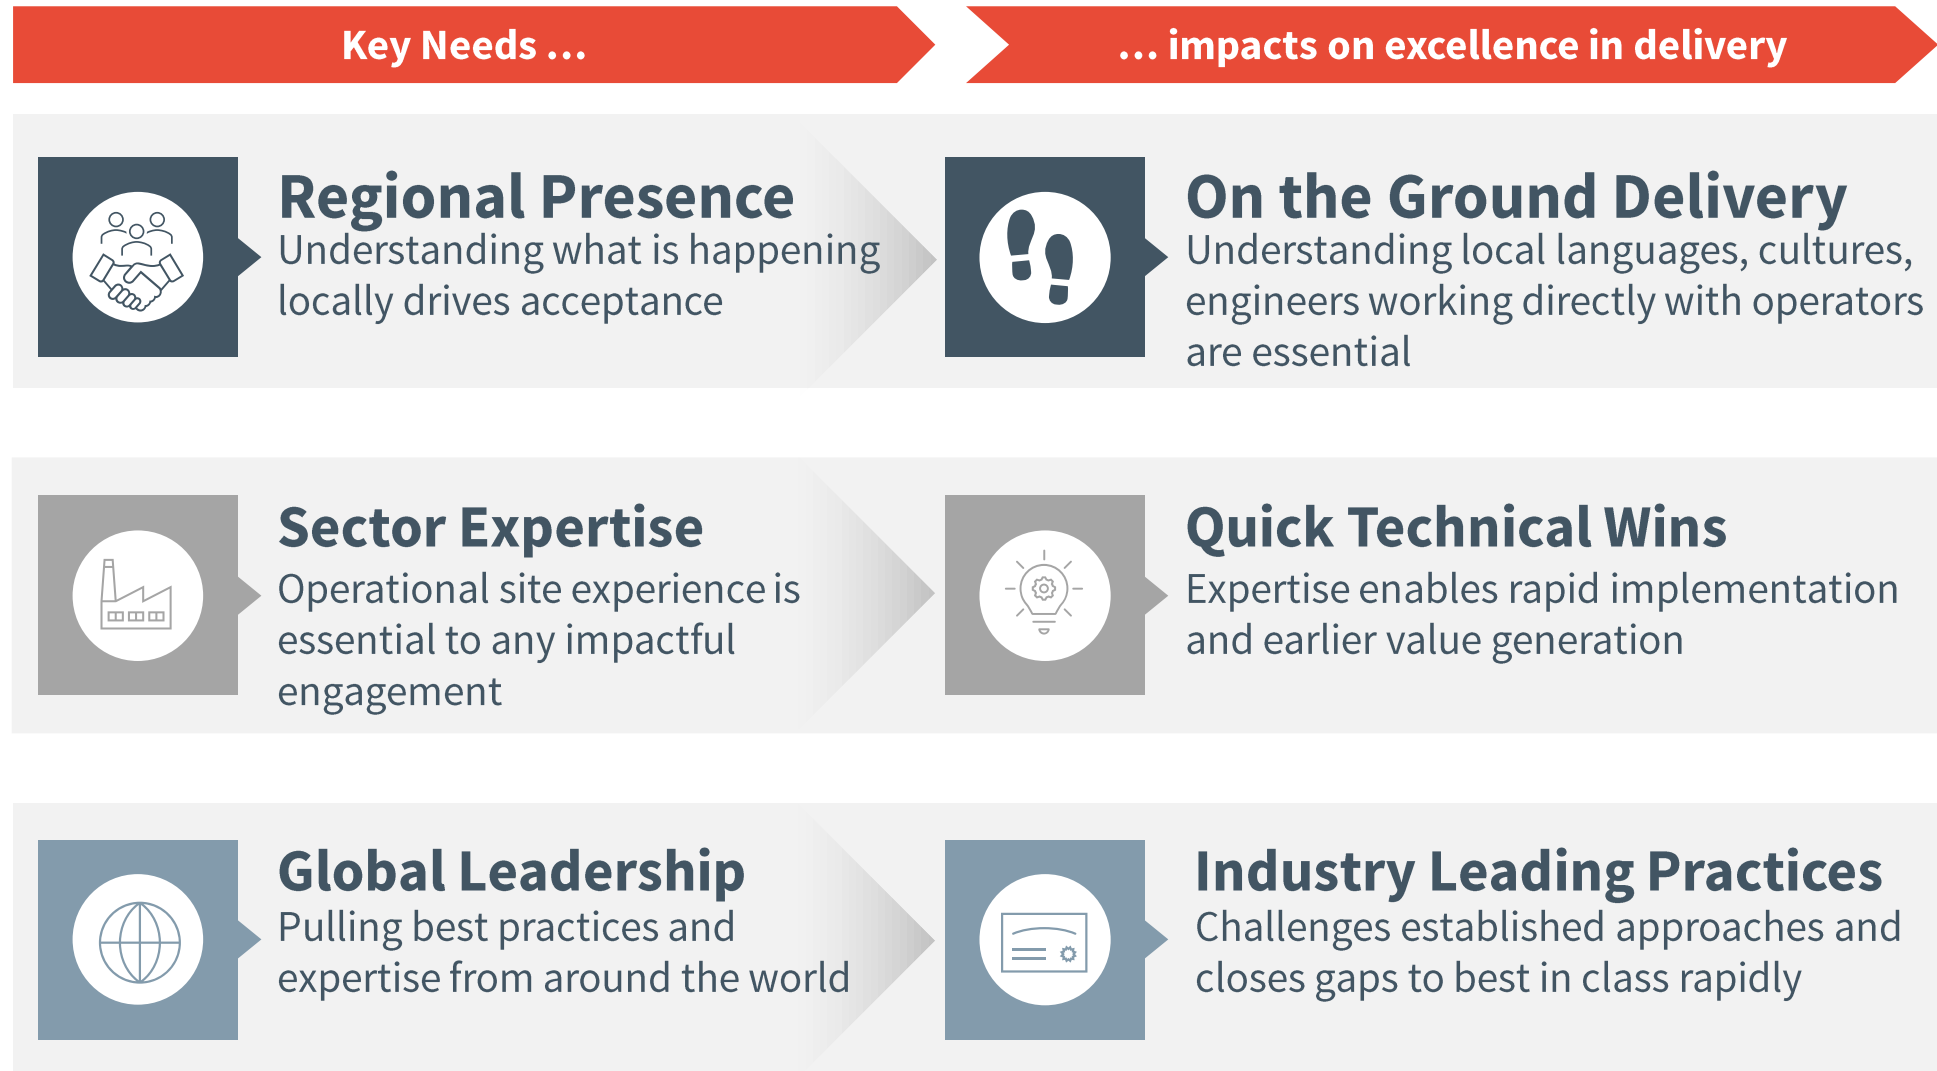 Key Needs ...
... impacts on excellence in delivery
Regional Presence
Understanding what is happening
locally drives acceptance
On the Ground Delivery
Understanding local languages, cultures,
engineers working directly with operators
are essential
Sector Expertise
Operational site experience is
essential to any impactful
engagement
Quick Technical Wins
Expertise enables rapid implementation
and earlier value generation
Global Leadership
Pulling best practices and
expertise from around the world
Industry Leading Practices
Challenges established approaches and
closes gaps to best in class rapidly